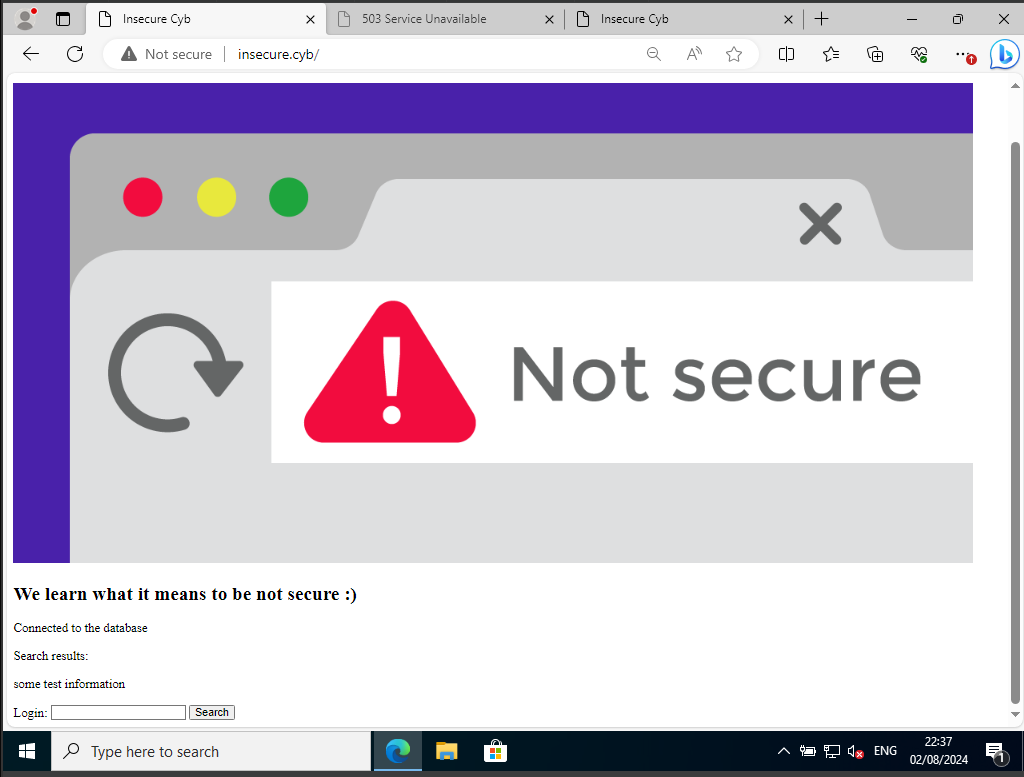 Insecure Cyb
503 Service Unavailable
Insecure Cyb
Not secure
insecure.cyb/
Not secure
We learn what it means to be not secure :)
Connected to the database
Search results:
some test information
Login:
Search
Type here to search
ENG
22:37
02/08/2024
1